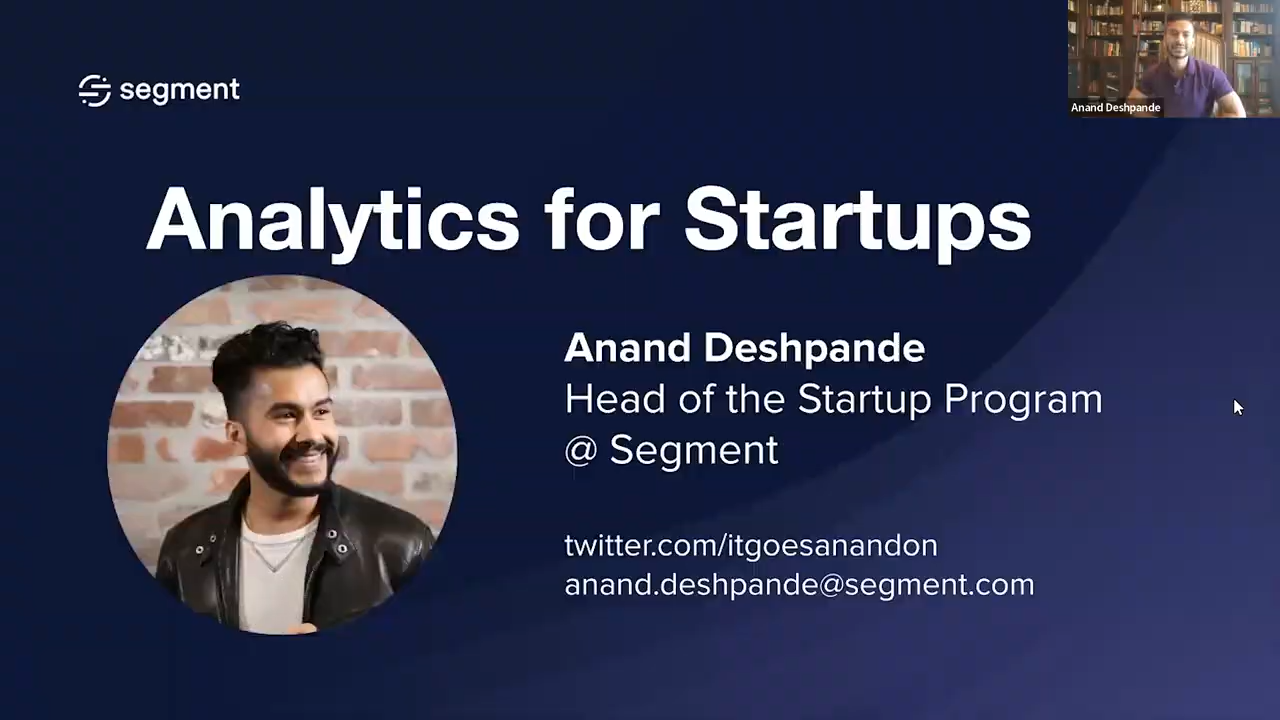 segment
Anand Deshpande
Analytics for Startups
Anand Deshpande
Head of the Startup Program
@ Segment
twitter.com/itgoesanandon
anand.deshpande@segment.com